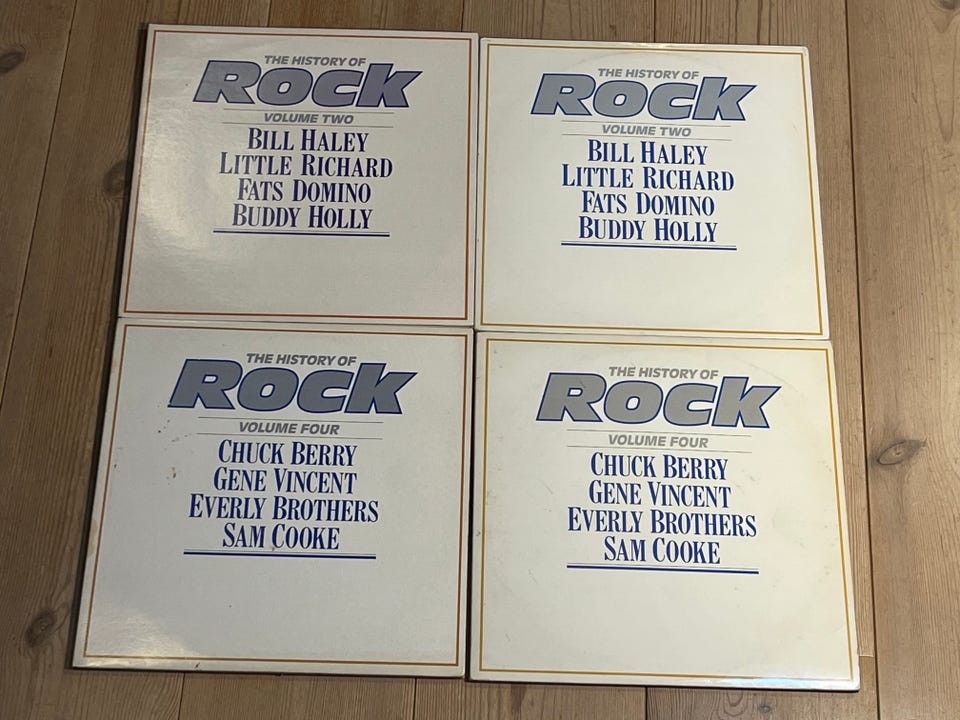 THE HISTORY OF
ROCK
VOLUME TWO
BILL HALEY
LITTLE RICHARD
FATS DOMINO
BUDDY HOLLY
THE HISTORY OF
ROCK
VOLUME TWO
BILL HALEY
LITTLE RICHARD
FATS DOMINO
BUDDY HOLLY
THE HISTORY OF
ROCK
VOLUME FOUR
CHUCK BERRY
GENE VINCENT
EVERLY BROTHERS
SAM COOKE
THE HISTORY OF
ROCK
VOLUME FOUR
CHUCK BERRY
GENE VINCENT
EVERLY BROTHERS
SAM COOKE